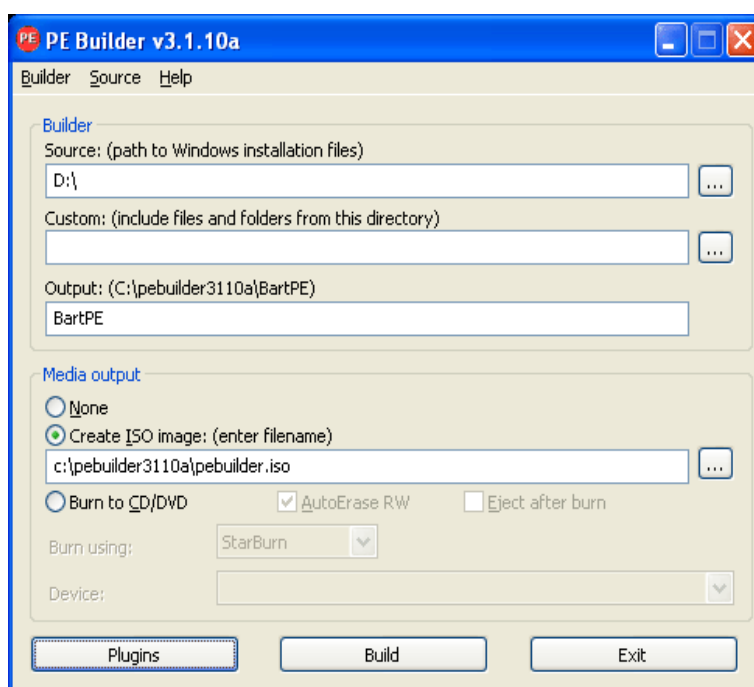 PE PE Builder v3.1.10a
Builder Source Help
Builder
Source: (path to Windows installation files)
D:\
...
Custom: (include files and folders from this directory)
...
Output: (C:\pebuilder3110a\BartPE)
BartPE
Media output
None
Create ISO image: (enter filename)
c:\pebuilder3110a\pebuilder.iso
...
Burn to CD/DVD AutoErase RW Eject after burn
Burn using: StarBurn
Device:
Plugins Build Exit